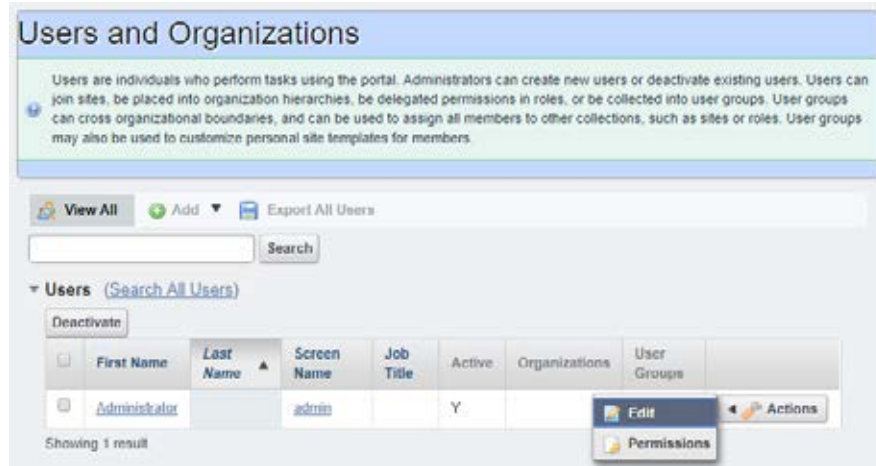 Users and Organizations
Users are individuals who perform tasks using the portal. Administrators can create new users or deactivate existing users. Users can
join sites, be placed into organization hierarchies, be delegated permissions in roles, or be collected into user groups. User groups
can cross organizational boundaries, and can be used to assign all members to other collections, such as sites or roles. User groups
may also be used to customize personal site templates for members.
View All Add Export All Users
Search
Users (Search All Users)
Deactivate
First Name Last Name Screen Name Job Title Active Organizations User Groups
Administrator admin Y Edit Actions
Permissions
Showing 1 result